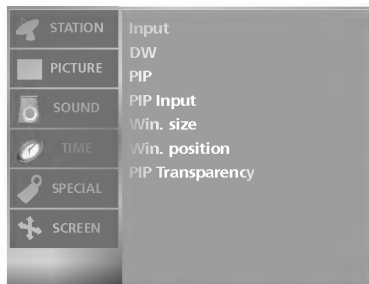 STATION
PICTURE
SOUND
TIME
SPECIAL
SCREEN
Input
DW
PIP
PIP Input
Win. size
Win. position
PIP Transparency